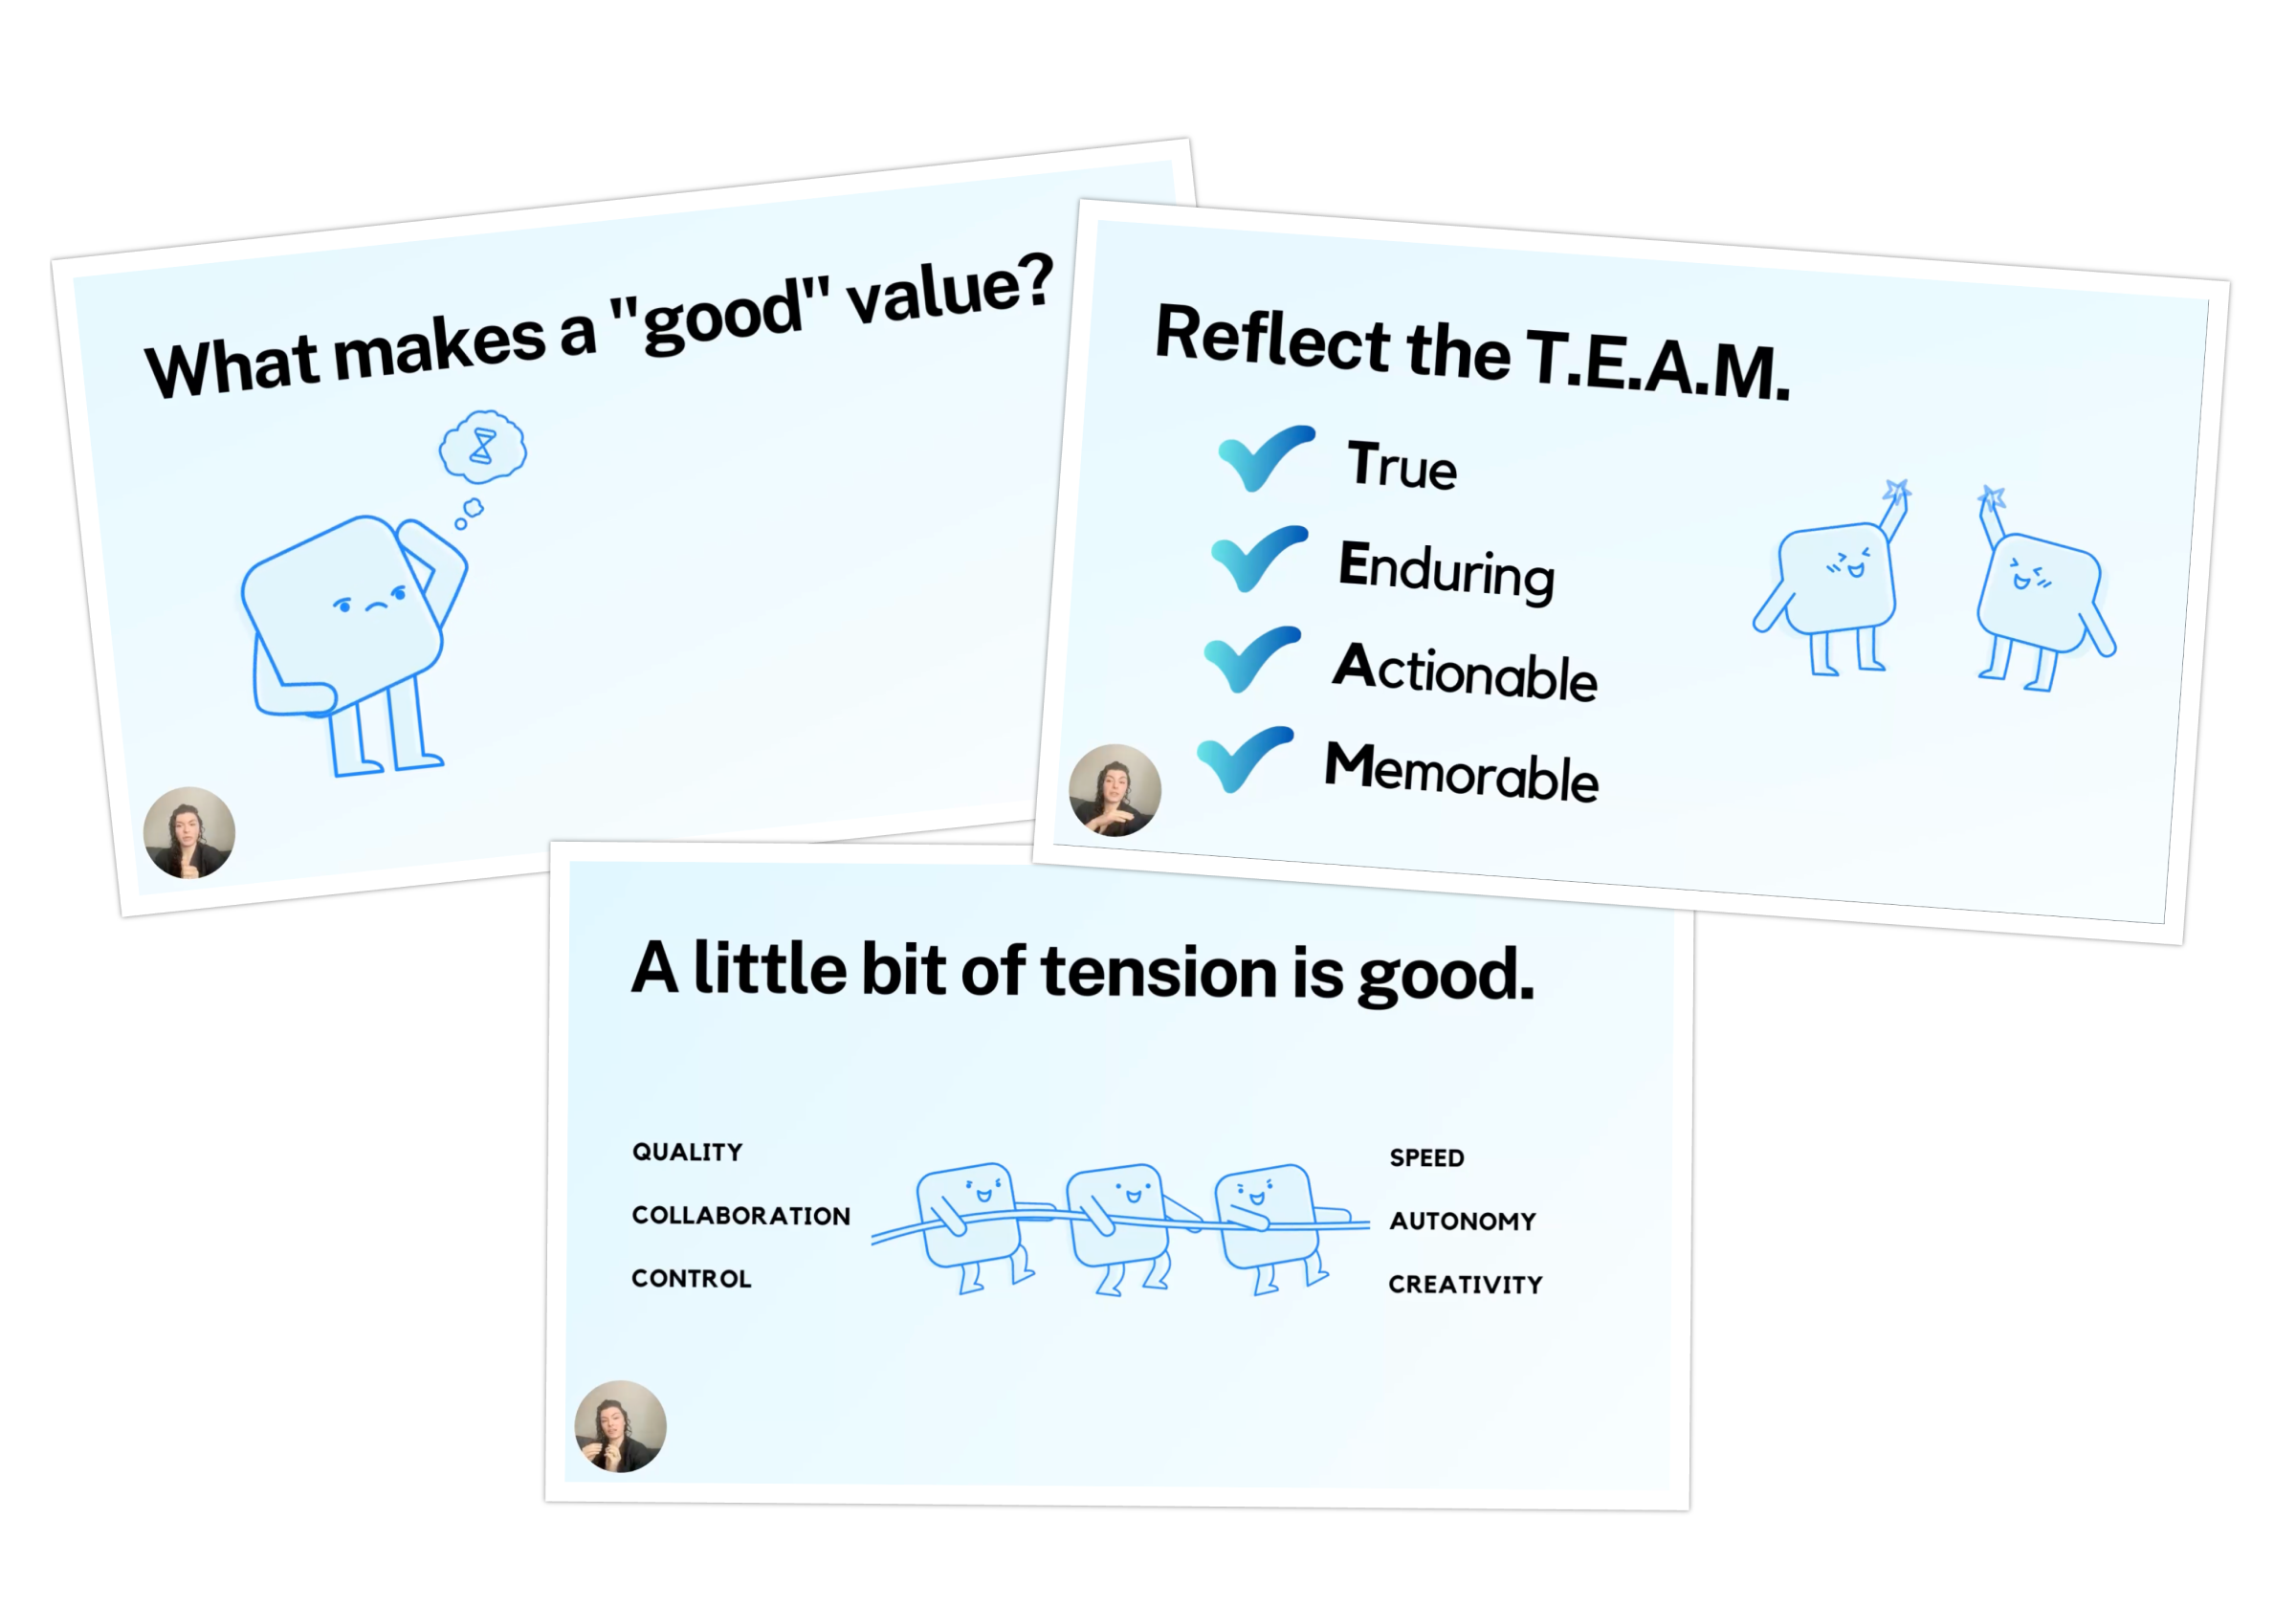 What makes a "good" value?
Reflect the T.E.A.M.
True
Enduring
Actionable
Memorable
A little bit of tension is good.
QUALITY
COLLABORATION
CONTROL
SPEED
AUTONOMY
CREATIVITY